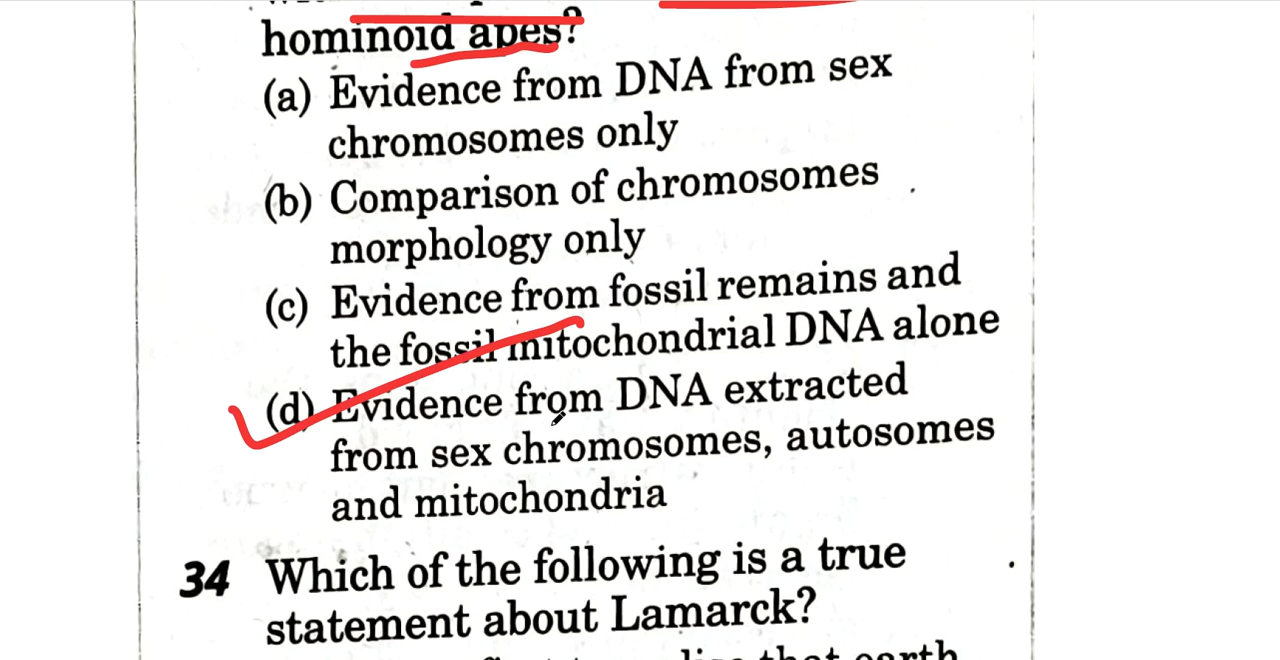 hominoid apes?
(a) Evidence from DNA from sex
chromosomes only
(b) Comparison of chromosomes
morphology only
(c) Evidence from fossil remains and
the fossil mitochondrial DNA alone
(d) Evidence from DNA extracted
from sex chromosomes, autosomes
and mitochondria
34 Which of the following is a true
statement about Lamarck?
that earth